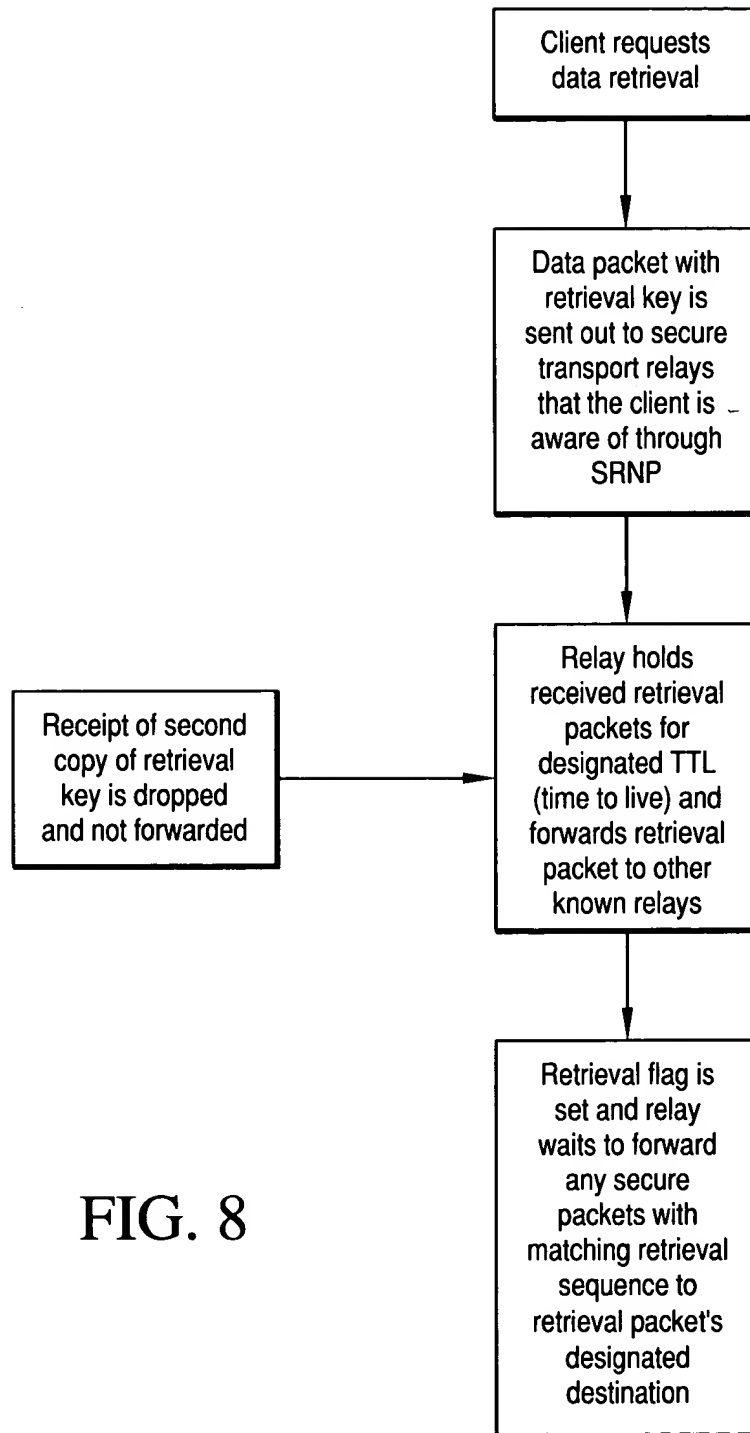 Client requests
data retrieval
Data packet with
retrieval key is
sent out to secure
transport relays
that the client is
aware of through
SRNP
Receipt of second
copy of retrieval
key is dropped
and not forwarded
Relay holds
received retrieval
packets for
designated TTL
(time to live) and
forwards retrieval
packet to other
known relays
Retrieval flag is
set and relay
waits to forward
any secure
packets with
matching retrieval
sequence to
retrieval packet's
designated
destination
FIG. 8